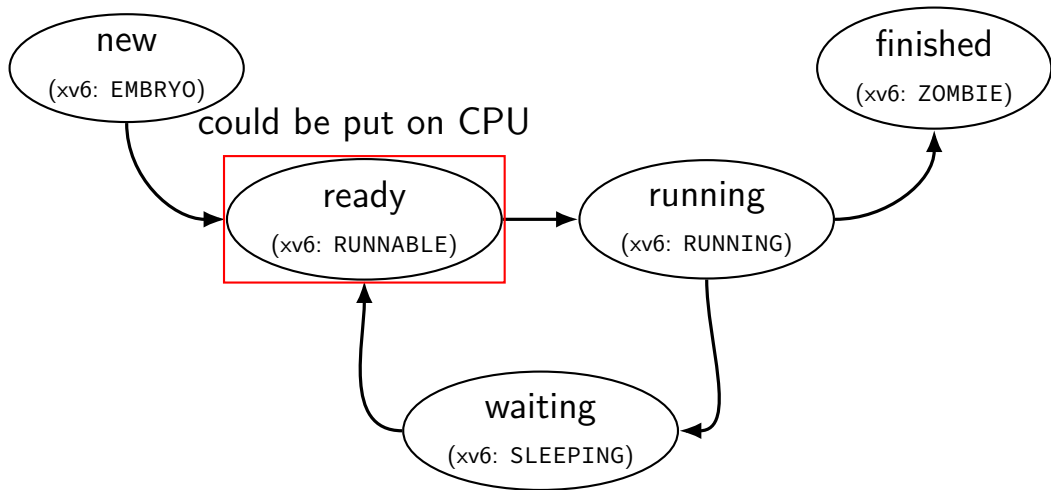 new
(xv6: EMBRYO)
finished
(xv6: ZOMBIE)
could be put on CPU
ready
(xv6: RUNNABLE)
running
(xv6: RUNNING)
waiting
(xv6: SLEEPING)